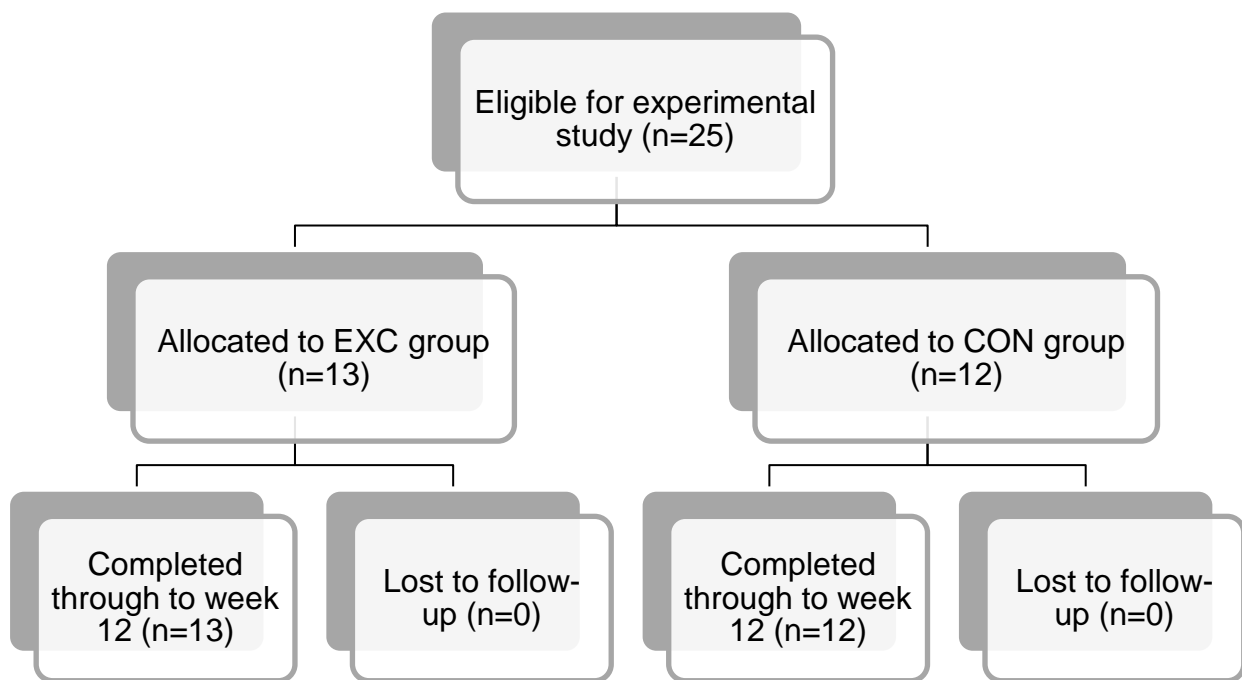 Eligible for experimental
study (n=25)
Allocated to EXC group
(n=13)
Allocated to CON group
(n=12)
Completed
through to week
12 (n=13)
Lost to follow-
up (n=0)
Completed
through to week
12 (n=12)
Lost to follow-
up (n=0)